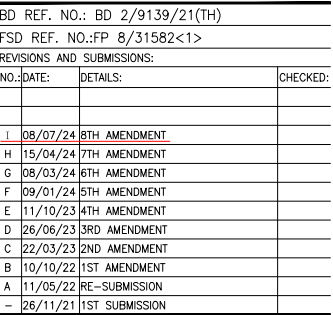 BD REF. NO.: BD 2/9139/21(TH)
FSD REF. NO.:FP 8/31582<1>
REVISIONS AND SUBMISSIONS:
NO.: DATE: DETAILS: CHECKED:
I 08/07/24 8TH AMENDMENT
H 15/04/24 7TH AMENDMENT
G 08/03/24 6TH AMENDMENT
F 09/01/24 5TH AMENDMENT
E 11/10/23 4TH AMENDMENT
D 26/06/23 3RD AMENDMENT
C 22/03/23 2ND AMENDMENT
B 10/10/22 1ST AMENDMENT
A 11/05/22 RE-SUBMISSION
- 26/11/21 1ST SUBMISSION